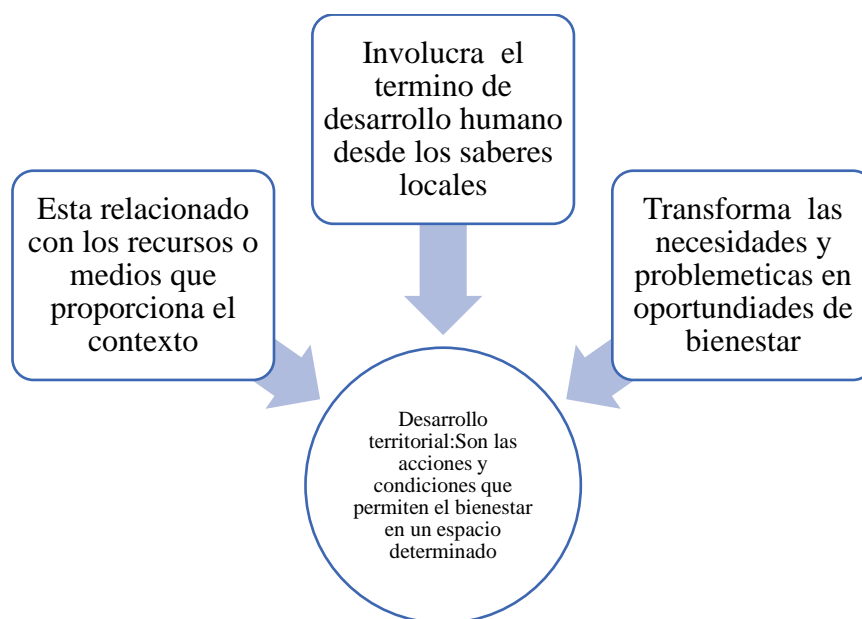 Involucra el
termino de
desarrollo humano
desde los saberes
locales
Esta relacionado
con los recursos o
medios que
proporciona el
contexto
Transforma las
necesidades y
problemeticas en
oportundiades de
bienestar
Desarrollo
territorial:Son las
acciones y
condiciones que
permiten el bienestar
en un espacio
determinado